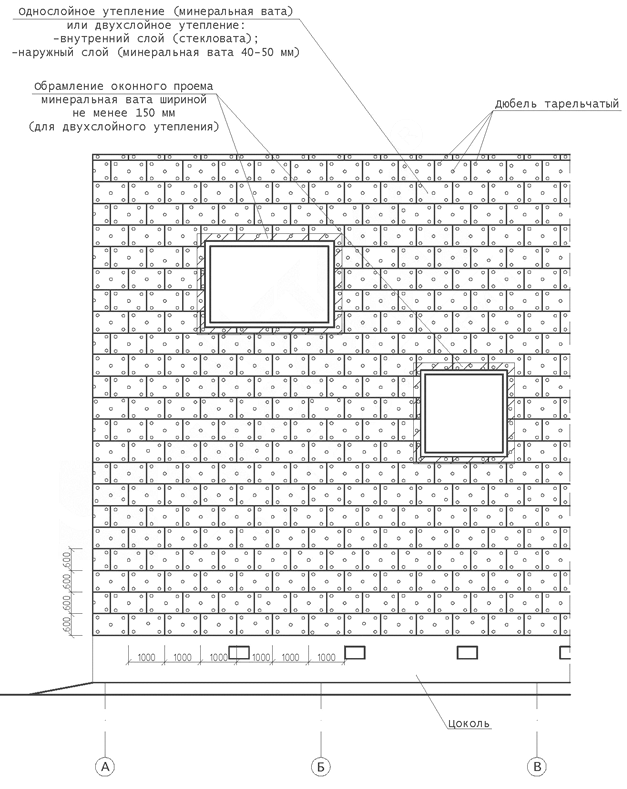 Однослойное утепление (минеральная вата)
или двухслойное утепление:
-внутренний слой (стекловата);
-наружный слой (минеральная вата 40-50 мм)
Обрамление оконного проема
минеральная вата шириной
не менее 150 мм
(для двухслойного утепления)
Дюбель тарельчатый
600
600
600
600
1000 1000 1000 1000 1000 1000
Цоколь
А Б В